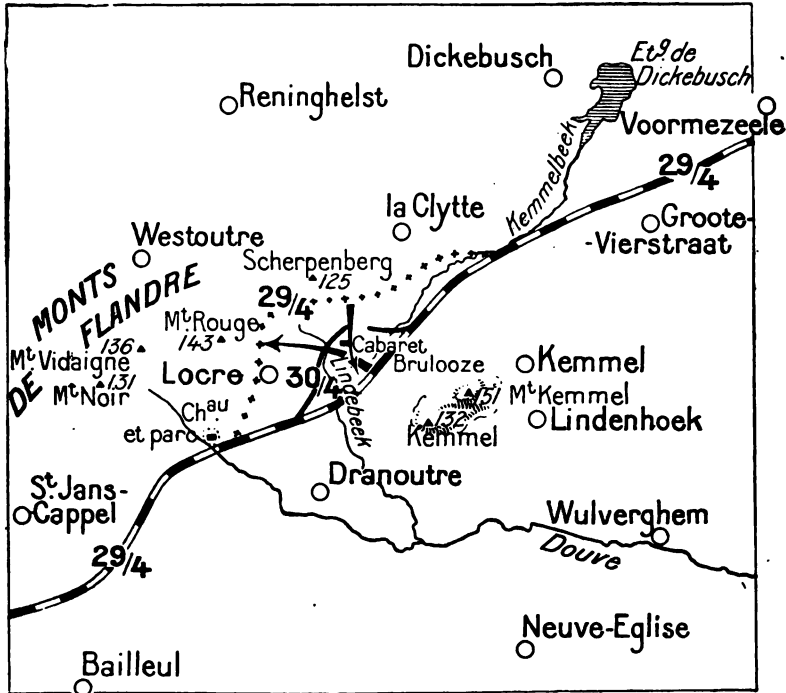 Dickebusch
Etg. de
Dickebusch
Reninghelst
Voormezeele
29/4
Kemmelbeek
la Clytte
Groote-
-Vierstraat
Westoutre
Scherpenberg
125
MONTS
DE FLANDRE
29/4
Mt. Rouge
143
136
Mt Vidaigne
131
Mt Noir
Cabaret
Brulooze
Kemmel
Locre
30/4
Lindebeek
151
Mt Kemmel
Chau
et parc
132
Kemmel
Lindenhoek
Dranoutre
St. Jans-
-Cappel
Wulverghem
29/4
Douve
Neuve-Eglise
Bailleul